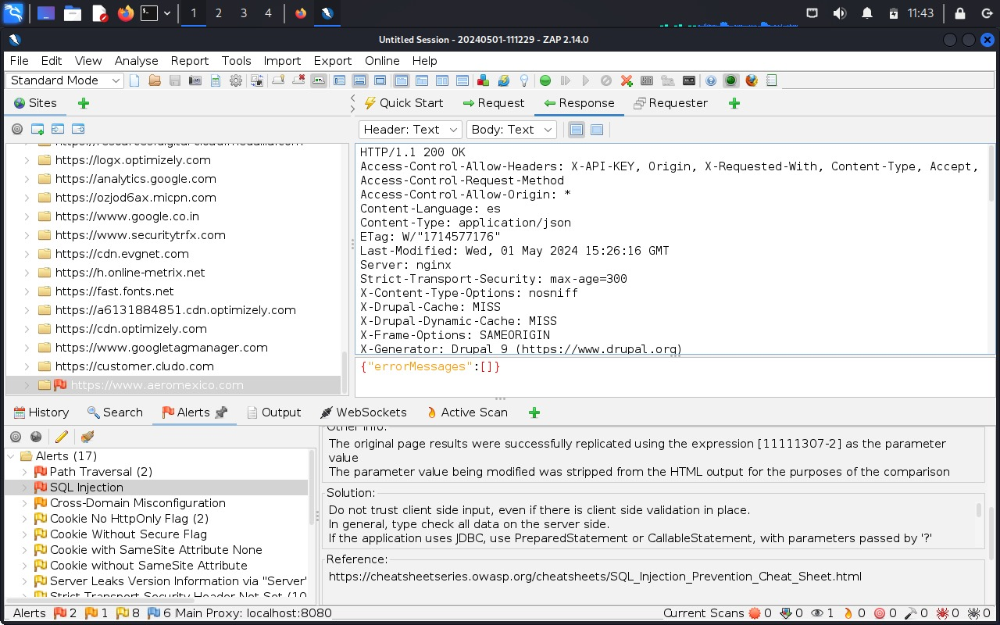 1 2 3 4 11:43
Untitled Session - 20240501-111229 - ZAP 2.14.0
File Edit View Analyse Report Tools Import Export Online Help
Standard Mode
Sites
Quick Start Request Response Requester
Header: Text Body: Text
https://logx.optimizely.com
https://analytics.google.com
https://ozjod6ax.micpn.com
https://www.google.co.in
https://www.securitytrfx.com
https://cdn.evgnet.com
https://h.online-metrix.net
https://fast.fonts.net
https://a6131884851.cdn.optimizely.com
https://cdn.optimizely.com
https://www.googletagmanager.com
https://customer.cludo.com
https://www.aeromexico.com
HTTP/1.1 200 OK
Access-Control-Allow-Headers: X-API-KEY, Origin, X-Requested-With, Content-Type, Accept,
Access-Control-Request-Method
Access-Control-Allow-Origin: *
Content-Language: es
Content-Type: application/json
ETag: W/"1714577176"
Last-Modified: Wed, 01 May 2024 15:26:16 GMT
Server: nginx
Strict-Transport-Security: max-age=300
X-Content-Type-Options: nosniff
X-Drupal-Cache: MISS
X-Drupal-Dynamic-Cache: MISS
X-Frame-Options: SAMEORIGIN
X-Generator: Drupal 9 (https://www.drupal.org)
{"errorMessages":[]}
History Search Alerts Output WebSockets Active Scan
Alerts (17)
Path Traversal (2)
SQL Injection
Cross-Domain Misconfiguration
Cookie No HttpOnly Flag (2)
Cookie Without Secure Flag
Cookie with SameSite Attribute None
Cookie without SameSite Attribute
Server Leaks Version Information via "Server"
Strict-Transport-Security Header Not Set (10
Other Info:
The original page results were successfully replicated using the expression [11111307-2] as the parameter
value
The parameter value being modified was stripped from the HTML output for the purposes of the comparison
Solution:
Do not trust client side input, even if there is client side validation in place.
In general, type check all data on the server side.
If the application uses JDBC, use PreparedStatement or CallableStatement, with parameters passed by '?'
Reference:
https://cheatsheetseries.owasp.org/cheatsheets/SQL_Injection_Prevention_Cheat_Sheet.html
Alerts 2 1 8 6 Main Proxy: localhost:8080 Current Scans 0 0 1 0 0 0 0 0